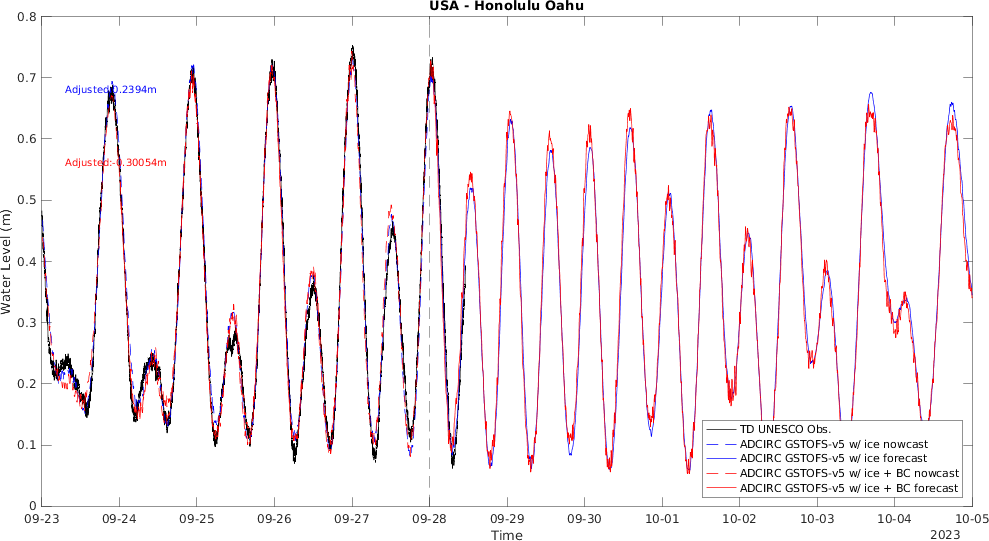 USA - Honolulu Oahu
0.8
0.7
0.6
0.5
0.4
0.3
0.2
0.1
0
Water Level (m)
Adjusted:0.2394m
Adjusted:-0.30054m
TD UNESCO Obs.
ADCIRC GSTOFS-v5 w/ ice nowcast
ADCIRC GSTOFS-v5 w/ ice forecast
ADCIRC GSTOFS-v5 w/ ice + BC nowcast
ADCIRC GSTOFS-v5 w/ ice + BC forecast
09-23 09-24 09-25 09-26 09-27 09-28 09-29 09-30 10-01 10-02 10-03 10-04 10-05
Time
2023